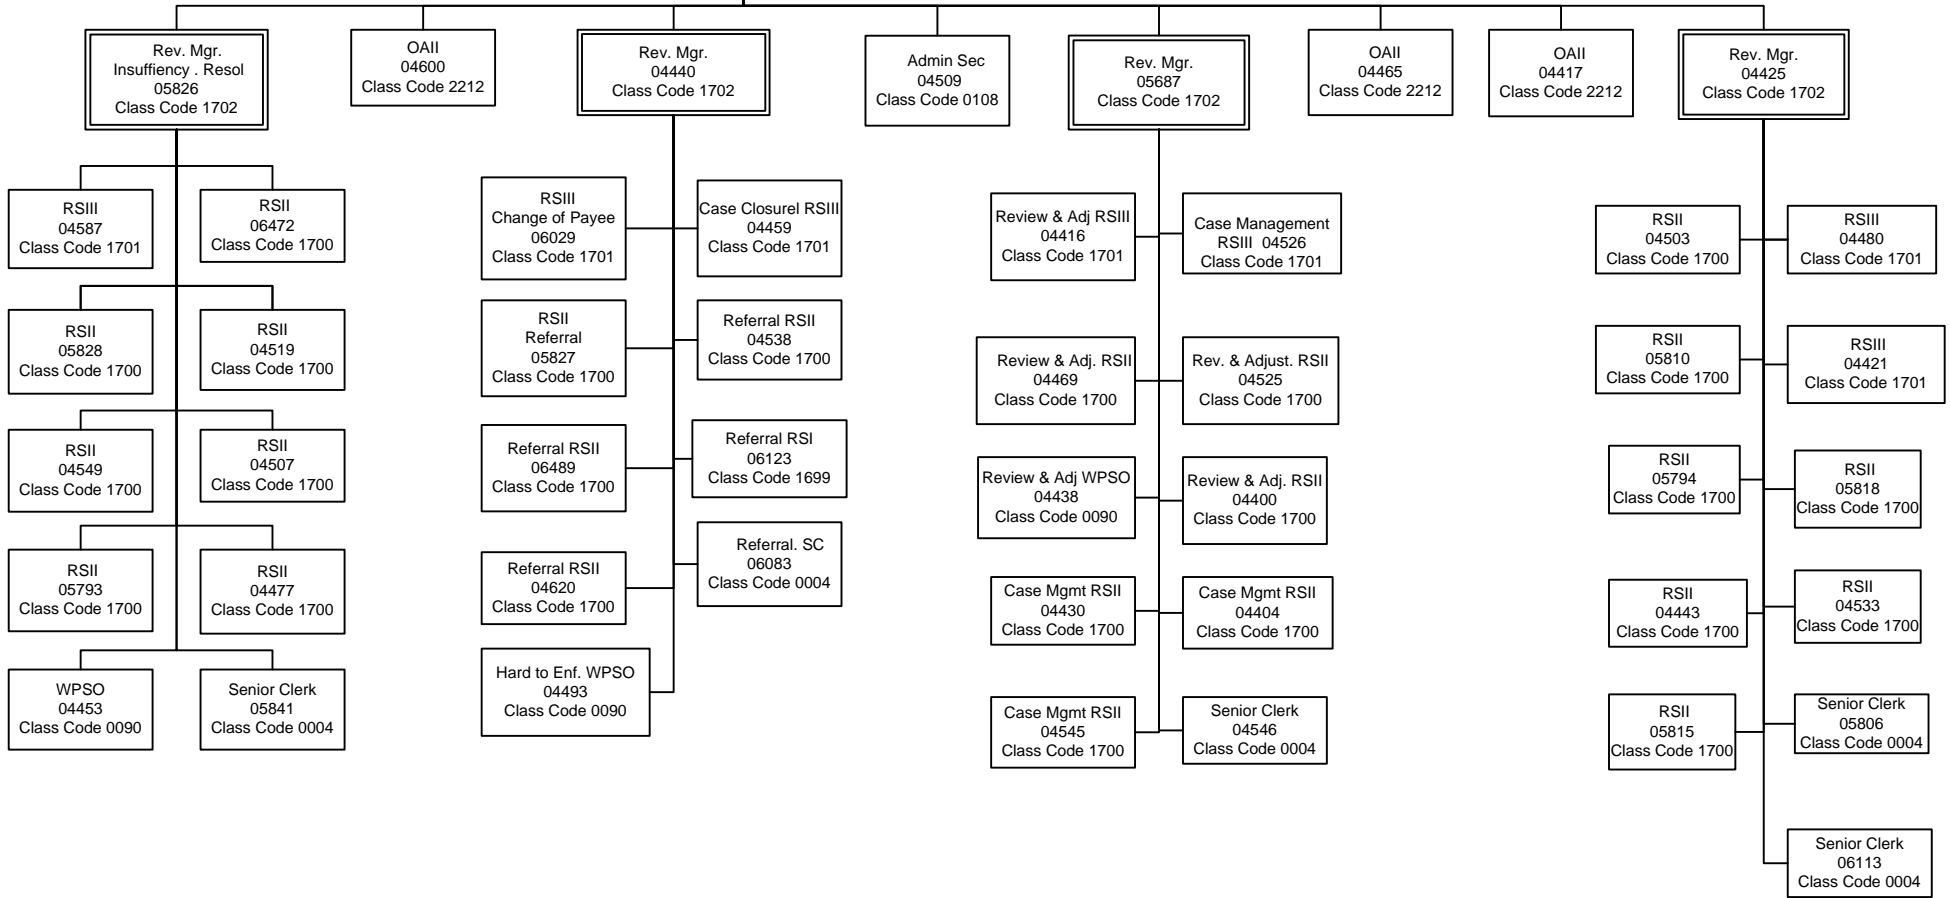 Rev. Mgr.
Insuffiency . Resol
05826
Class Code 1702
OAII
04600
Class Code 2212
Rev. Mgr.
04440
Class Code 1702
Admin Sec
04509
Class Code 0108
Rev. Mgr.
05687
Class Code 1702
OAII
04465
Class Code 2212
OAII
04417
Class Code 2212
Rev. Mgr.
04425
Class Code 1702
RSIII
04587
Class Code 1701
RSII
06472
Class Code 1700
RSII
05828
Class Code 1700
RSII
04519
Class Code 1700
RSII
04549
Class Code 1700
RSII
04507
Class Code 1700
RSII
05793
Class Code 1700
RSII
04477
Class Code 1700
WPSO
04453
Class Code 0090
Senior Clerk
05841
Class Code 0004
RSIII
Change of Payee
06029
Class Code 1701
Case Closurel RSIII
04459
Class Code 1701
RSII
Referral
05827
Class Code 1700
Referral RSII
04538
Class Code 1700
Referral RSII
06489
Class Code 1700
Referral RSI
06123
Class Code 1699
Referral RSII
04620
Class Code 1700
Referral. SC
06083
Class Code 0004
Hard to Enf. WPSO
04493
Class Code 0090
Review & Adj RSIII
04416
Class Code 1701
Case Management
RSIII 04526
Class Code 1701
Review & Adj. RSII
04469
Class Code 1700
Rev. & Adjust. RSII
04525
Class Code 1700
Review & Adj WPSO
04438
Class Code 0090
Review & Adj. RSII
04400
Class Code 1700
Case Mgmt RSII
04430
Class Code 1700
Case Mgmt RSII
04404
Class Code 1700
Case Mgmt RSII
04545
Class Code 1700
Senior Clerk
04546
Class Code 0004
RSII
04503
Class Code 1700
RSIII
04480
Class Code 1701
RSII
05810
Class Code 1700
RSIII
04421
Class Code 1701
RSII
05794
Class Code 1700
RSII
05818
Class Code 1700
RSII
04443
Class Code 1700
RSII
04533
Class Code 1700
RSII
05815
Class Code 1700
Senior Clerk
05806
Class Code 0004
Senior Clerk
06113
Class Code 0004